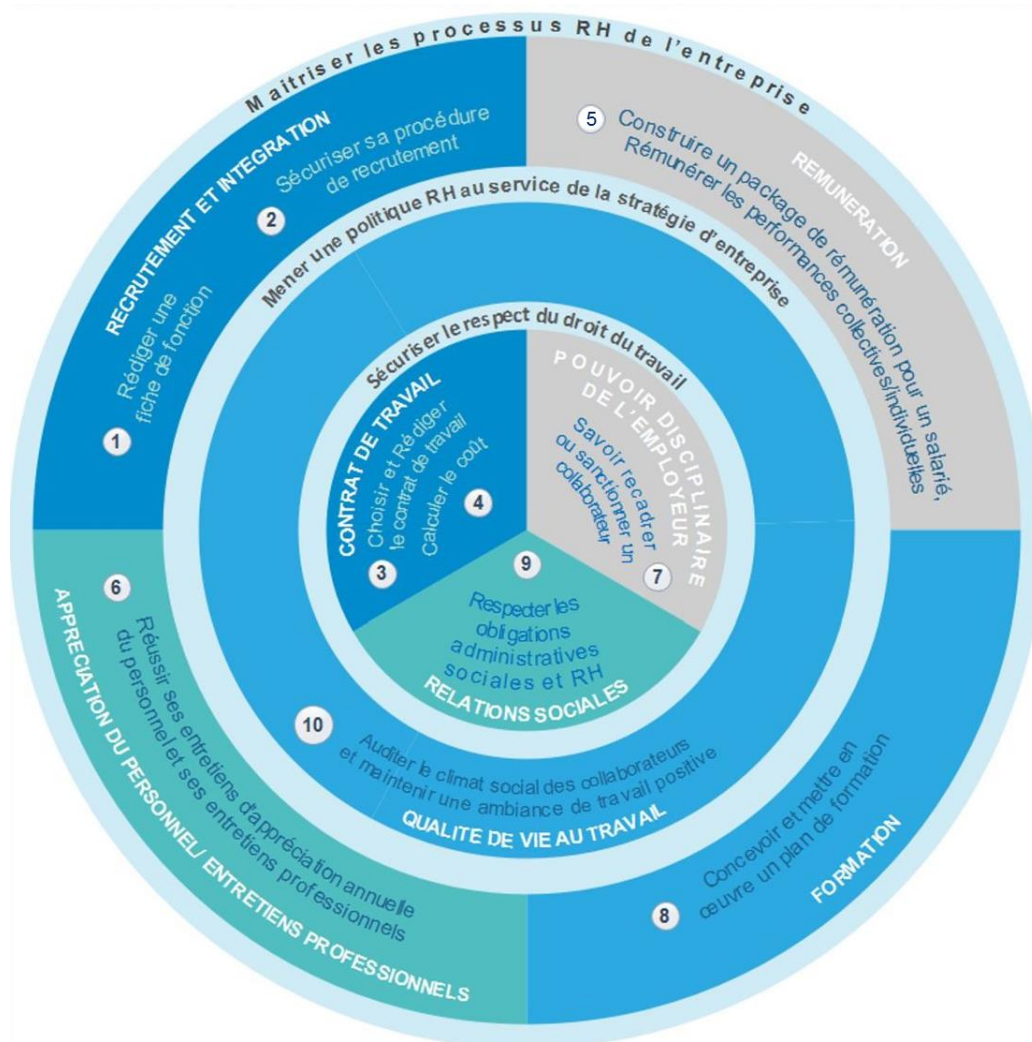 Maitriser les processus RH de l'entreprise
RECRUTEMENT ET INTEGRATION
1
Rédiger une
fiche de fonction
2
Sécuriser sa procédure
de recrutement
REMUNERATION
5
Construire un package de rémunération pour un salarié,
Rémunérer les performances collectives/individuelles
Mener une politique RH au service de la stratégie d'entreprise
Sécuriser le respect du droit du travail
CONTRAT DE TRAVAIL
3
Choisir et Rédiger
le contrat de travail
4
Calculer le coût
POUVOIR DISCIPLINAIRE
DE L'EMPLOYEUR
Savoir recadrer
ou sanctionner un
collaborateur
7
9
Respecter les
obligations
administratives
sociales et RH
RELATIONS SOCIALES
10
Auditer le climat social des collaborateurs
et maintenir une ambiance de travail positive
QUALITE DE VIE AU TRAVAIL
6
Réussir ses entretiens d'appréciation annuelle
du personnel et ses entretiens professionnels
APPRECIATION DU PERSONNEL/ ENTRETIENS PROFESSIONNELS
8
Concevoir et mettre en
œuvre un plan de formation
FORMATION